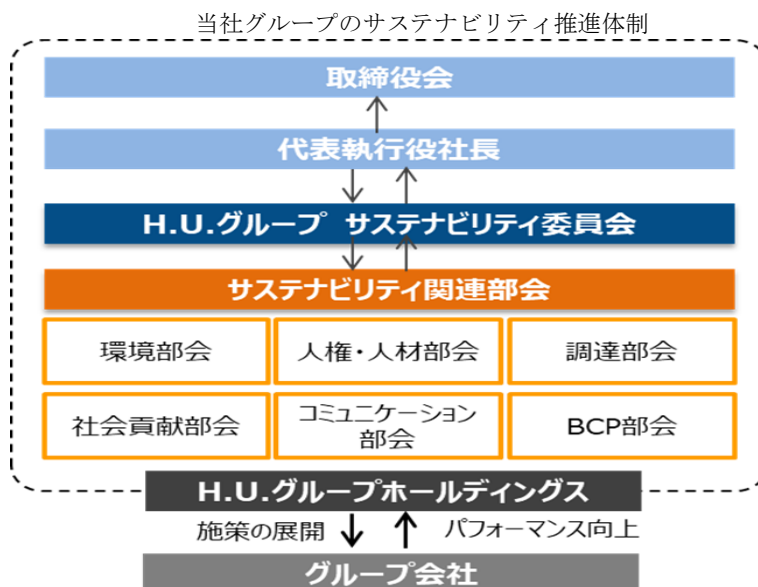 当社グループのサステナビリティ推進体制
取締役会
代表執行役社長
H.U.グループ サステナビリティ委員会
サステナビリティ関連部会
環境部会
人権・人材部会
調達部会
社会貢献部会
コミュニケーション
部会
BCP部会
H.U.グループホールディングス
施策の展開
パフォーマンス向上
グループ会社